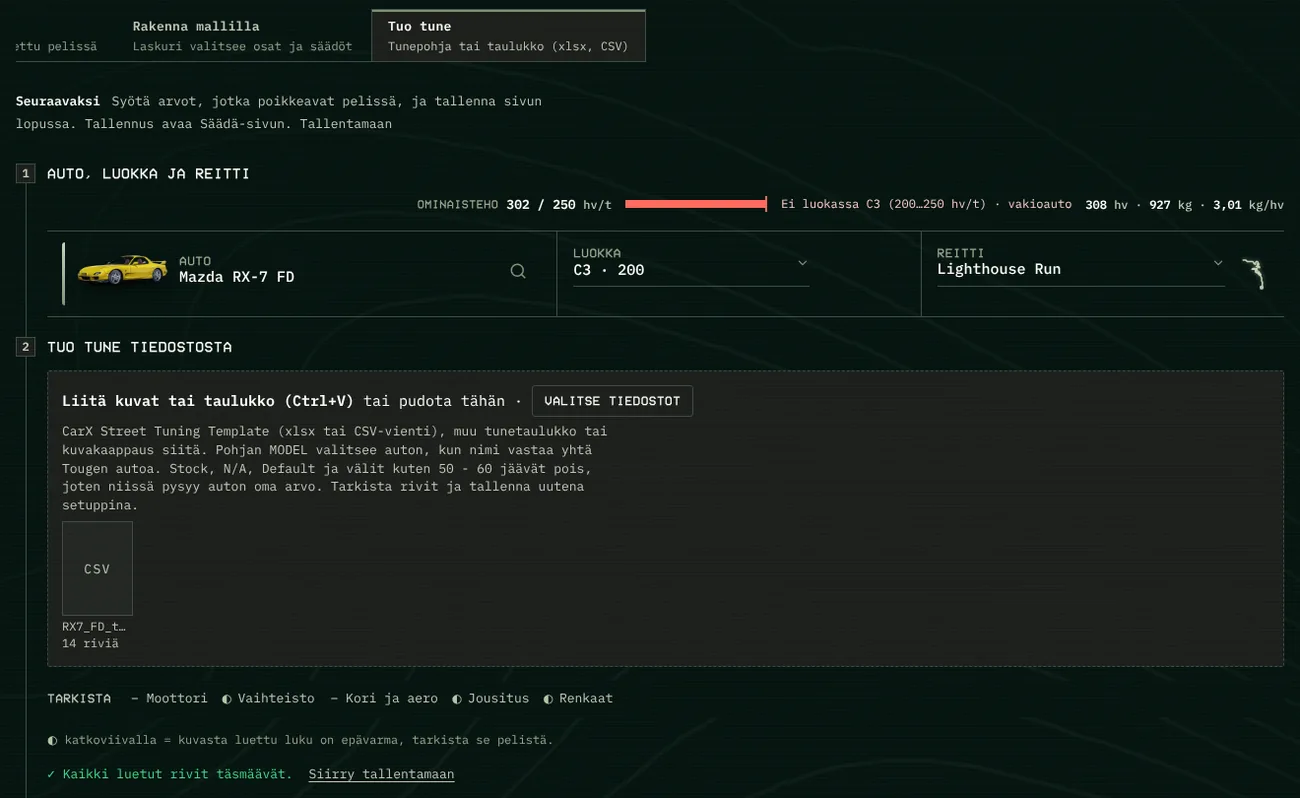 Rakenna mallilla
Tuo tune
ettu pelissä
Laskuri valitsee osat ja säädöt
Tunepohja tai taulukko (xlsx, CSV)
Seuraavaksi Syötä arvot, jotka poikkeavat pelissä, ja tallenna sivun
lopussa. Tallennus avaa Säädä-sivun. Tallentamaan
1 AUTO, LUOKKA JA REITTI
OMINAISTEHO 302 / 250 hv/t Ei luokassa C3 (200…250 hv/t) · vakioauto 308 hv · 927 kg · 3,01 kg/hv
AUTO
Mazda RX-7 FD
LUOKKA
C3 · 200
REITTI
Lighthouse Run
2 TUO TUNE TIEDOSTOSTA
Liitä kuvat tai taulukko (Ctrl+V) tai pudota tähän · VALITSE TIEDOSTOT
CarX Street Tuning Template (xlsx tai CSV-vienti), muu tunetaulukko tai
kuvakaappaus siitä. Pohjan MODEL valitsee auton, kun nimi vastaa yhtä
Tougen autoa. Stock, N/A, Default ja välit kuten 50 - 60 jäävät pois,
joten niissä pysyy auton oma arvo. Tarkista rivit ja tallenna uutena
setuppina.
CSV
RX7_FD_t…
14 riviä
TARKISTA – Moottori ◐ Vaihteisto – Kori ja aero ◐ Jousitus ◐ Renkaat
◐ katkoviivalla = kuvasta luettu luku on epävarma, tarkista se pelistä.
✓ Kaikki luetut rivit täsmäävät. Siirry tallentamaan